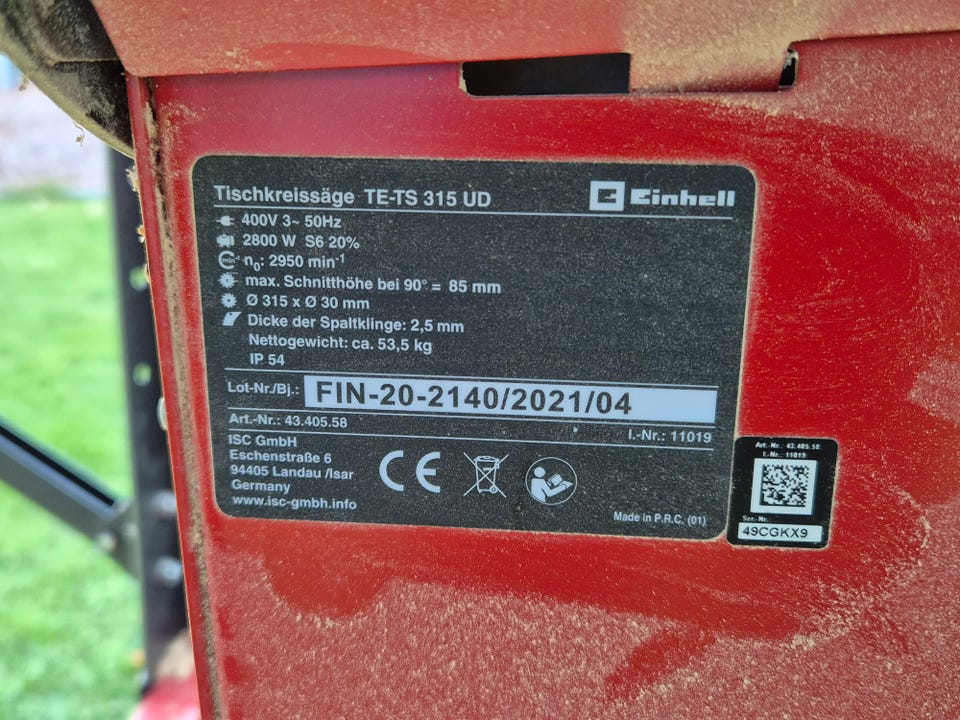 Tischkreissäge TE-TS 315 UD
Einhell
400V 3~ 50Hz
2800 W S6 20%
min⁻¹ n₀: 2950 min⁻¹
max. Schnitthöhe bei 90° = 85 mm
Ø 315 x Ø 30 mm
Dicke der Spaltklinge: 2,5 mm
Nettogewicht: ca. 53,5 kg
IP 54
Lot-Nr./Bj.: FIN-20-2140/2021/04
Art.-Nr.: 43.405.58 I.-Nr.: 11019
ISC GmbH
Eschenstraße 6
94405 Landau /Isar
Germany
www.isc-gmbh.info
CE
Made in P.R.C. (01)
Art.-Nr.: 43.405.58
I.-Nr.: 11019
Ser.-Nr.:
49CGKX9